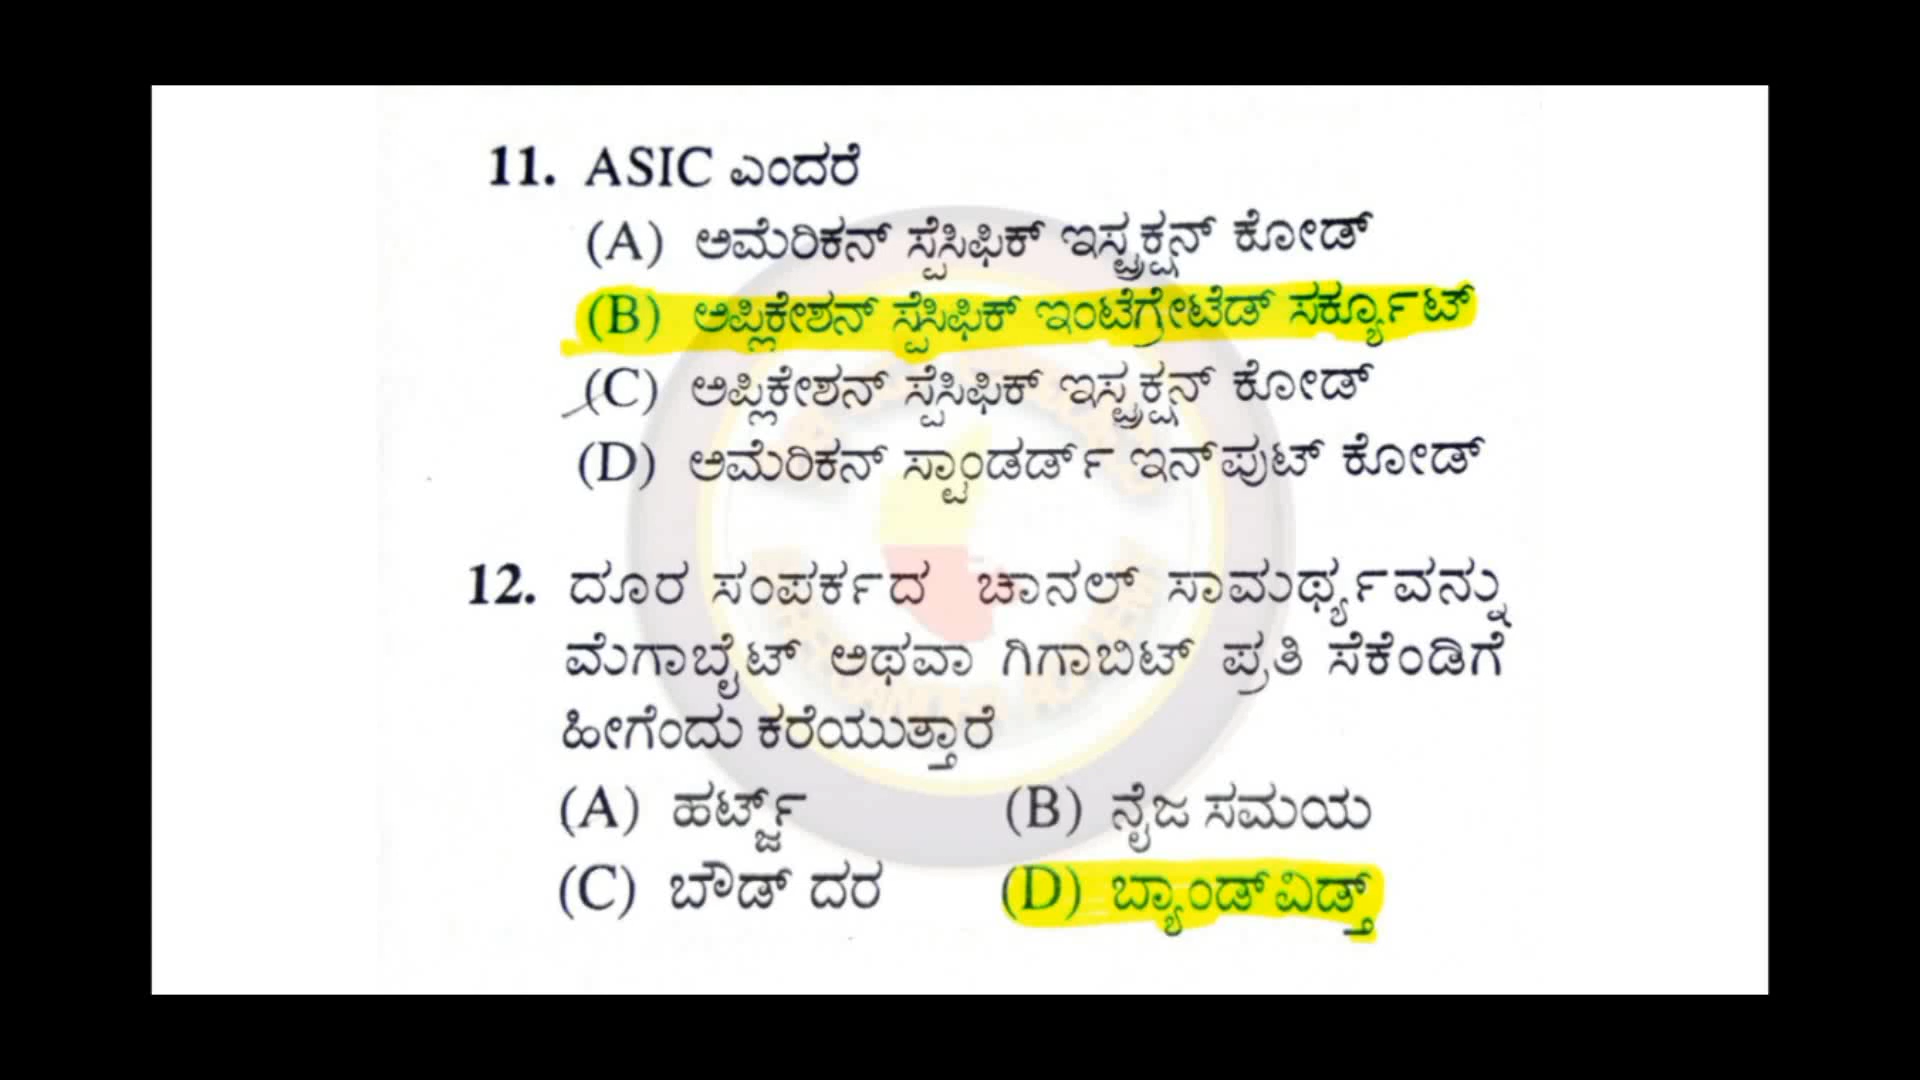 11. ASIC ಎಂದರೆ
(A) ಅಮೆರಿಕನ್ ಸ್ಪೆಸಿಫಿಕ್ ಇಸ್ಟ್ರಕ್ಷನ್ ಕೋಡ್
(B) ಅಪ್ಲಿಕೇಶನ್ ಸ್ಪೆಸಿಫಿಕ್ ಇಂಟೆಗ್ರೇಟೆಡ್ ಸರ್ಕ್ಯೂಟ್
(C) ಅಪ್ಲಿಕೇಶನ್ ಸ್ಪೆಸಿಫಿಕ್ ಇಸ್ಟ್ರಕ್ಷನ್ ಕೋಡ್
(D) ಅಮೆರಿಕನ್ ಸ್ಟಾಂಡರ್ಡ್ ಇನ್‌ಪುಟ್ ಕೋಡ್
12. ದೂರ ಸಂಪರ್ಕದ ಚಾನಲ್ ಸಾಮರ್ಥ್ಯವನ್ನು
ಮೆಗಾಬೈಟ್ ಅಥವಾ ಗಿಗಾಬಿಟ್ ಪ್ರತಿ ಸೆಕೆಂಡಿಗೆ
ಹೀಗೆಂದು ಕರೆಯುತ್ತಾರೆ
(A) ಹರ್ಟ್ಜ್ (B) ನೈಜ ಸಮಯ
(C) ಬೌಡ್ ದರ (D) ಬ್ಯಾಂಡ್‌ವಿಡ್ತ್